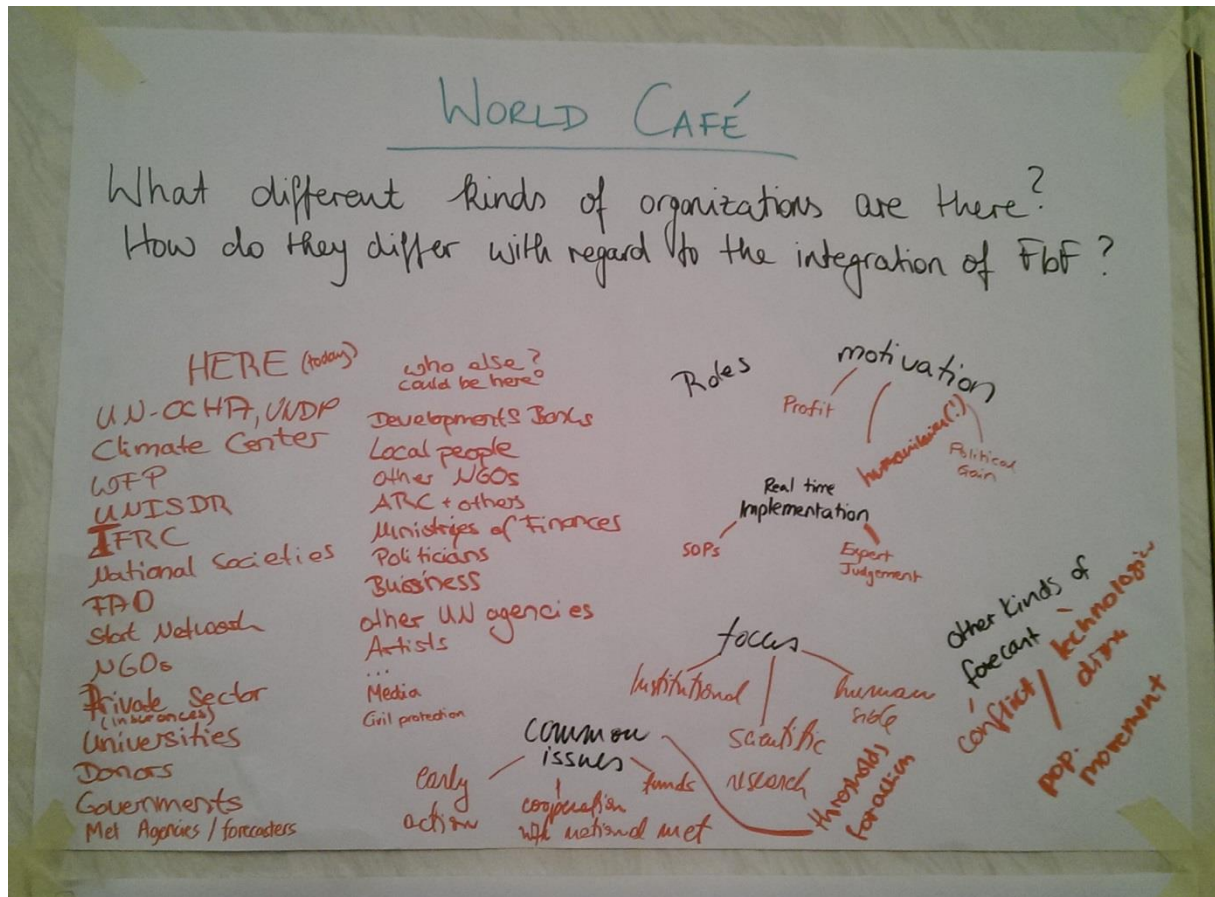 WORLD CAFÉ
What different kinds of organizations are there?
How do they differ with regard to the integration of FbF?
HERE (today)
UN-OCHA, UNDP
Climate Center
WFP
UNISDR
IFRC
National Societies
FAO
Start Network
NGOs
Private Sector
(insurances)
Universities
Donors
Governments
Met Agencies / forecasters
who else?
could be here?
Developments Banks
Local people
other NGOs
ARC + others
Ministries of Finances
Politicians
Bussiness
other UN agencies
Artists
...
Media
Civil protection
Roles
motivation
Profit
humanitarian(!)
Political
Gain
Real time
Implementation
SOPs
Expert
Judgement
focus
Institutional
scientific
research
human
side
common
issues
early
action
cooperation
with national met
funds
thresholds
for action
other kinds of
forecast
conflict
pop.
movement
technologic